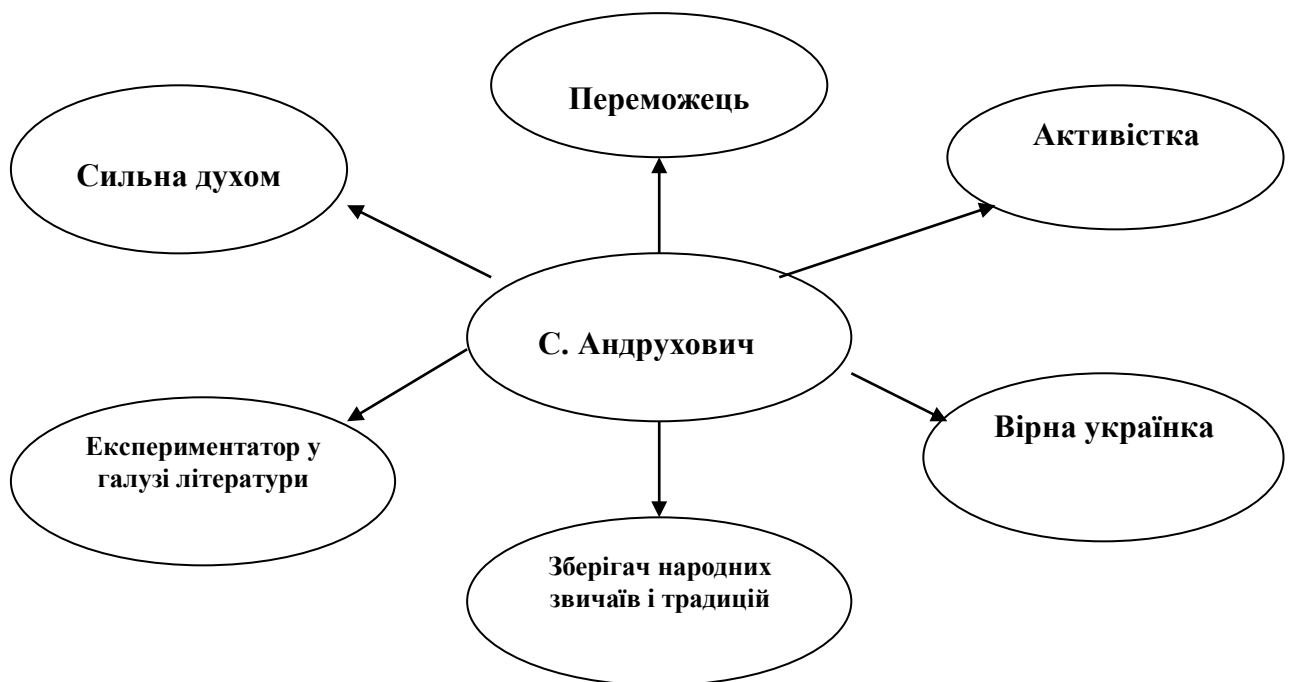 Переможець
Активістка
Сильна духом
С. Андрухович
Вірна українка
Експериментатор у
галузі літератури
Зберігач народних
звичаїв і традицій